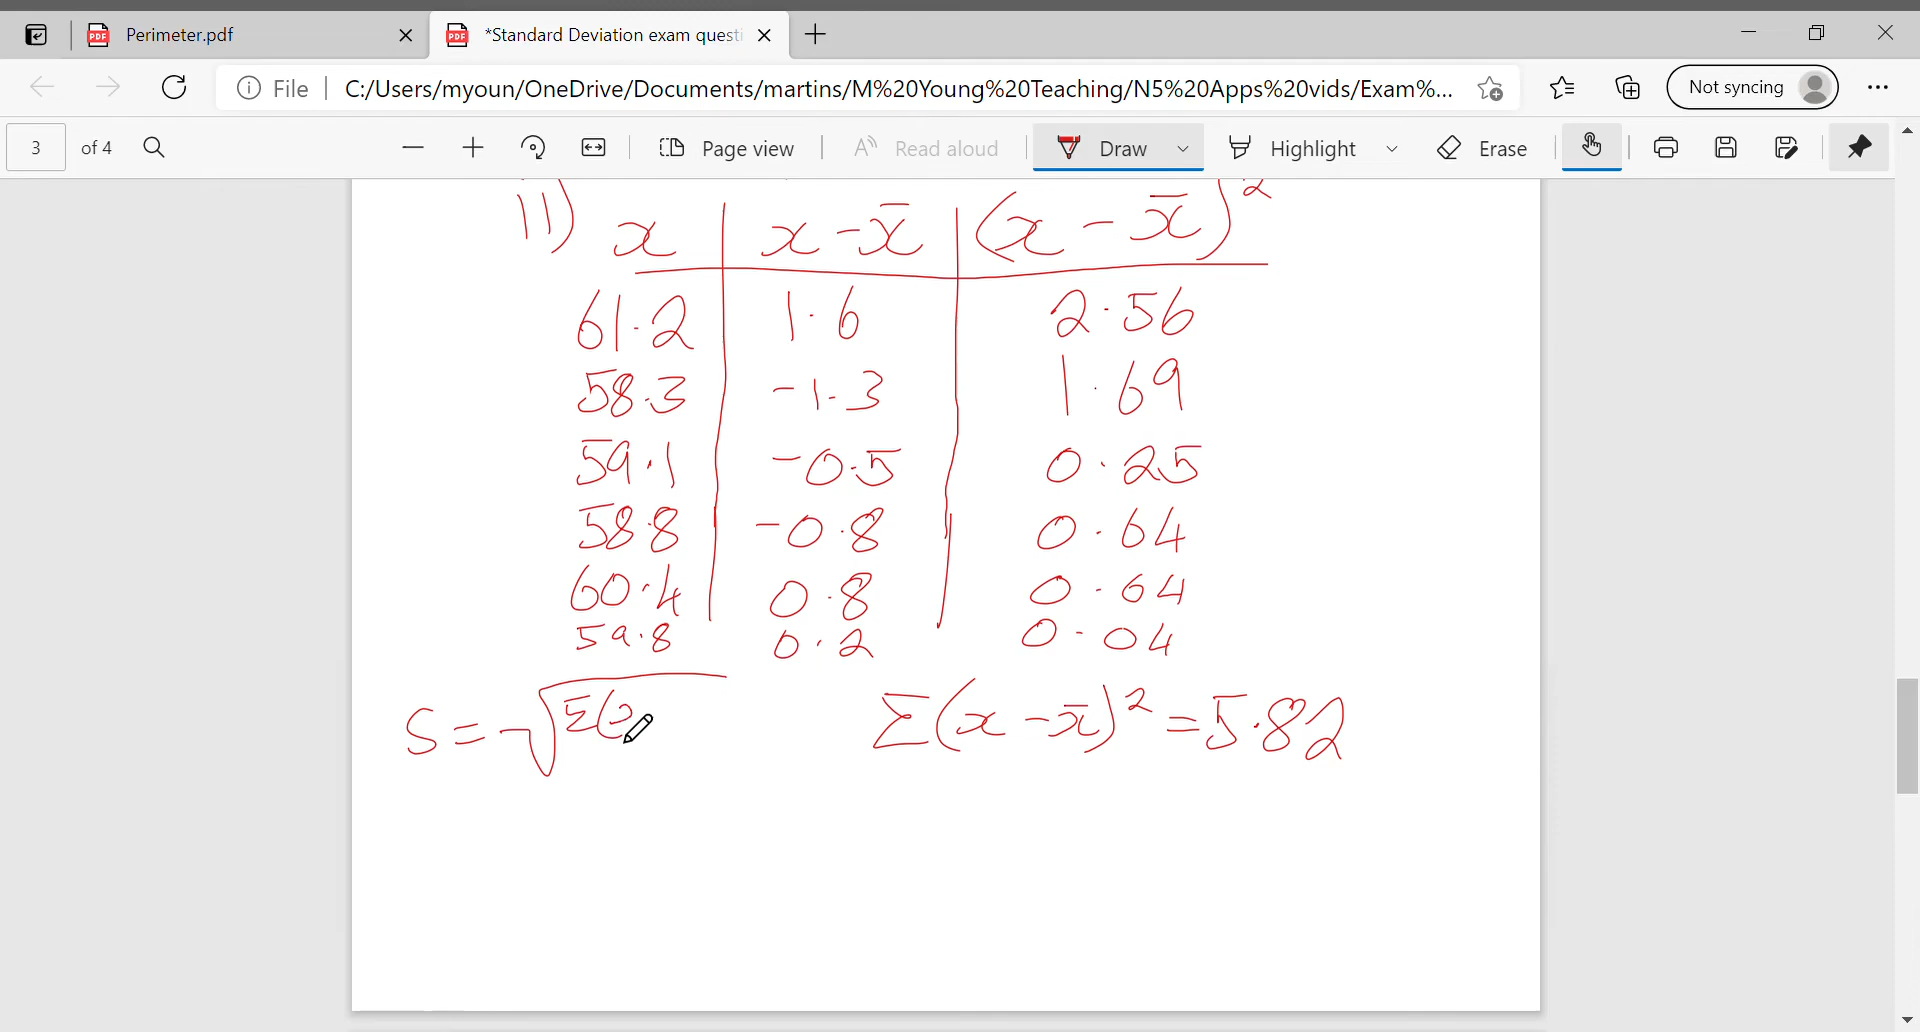 Perimeter.pdf
*Standard Deviation exam questi
File
C:/Users/myoun/OneDrive/Documents/martins/M%20Young%20Teaching/N5%20Apps%20vids/Exam%...
Not syncing
3 of 4
Page view
Read aloud
Draw
Highlight
Erase
ii) x | x - x̄ | (x - x̄)²
61.2 1.6 2.56
58.3 -1.3 1.69
59.1 -0.5 0.25
58.8 -0.8 0.64
60.4 0.8 0.64
59.8 0.2 0.04
S = √Σ(
Σ(x - x̄)² = 5.82